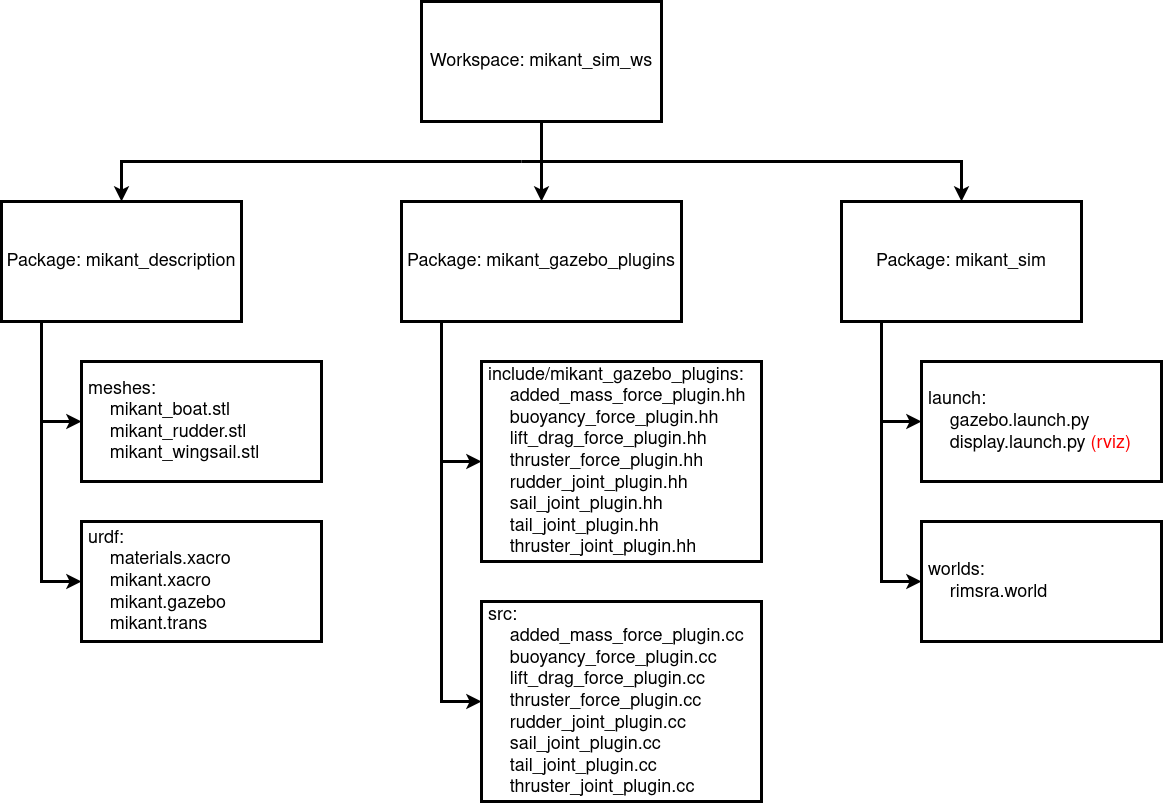 Workspace: mikant_sim_ws
Package: mikant_description
Package: mikant_gazebo_plugins
Package: mikant_sim
meshes:
mikant_boat.stl
mikant_rudder.stl
mikant_wingsail.stl
urdf:
materials.xacro
mikant.xacro
mikant.gazebo
mikant.trans
include/mikant_gazebo_plugins:
added_mass_force_plugin.hh
buoyancy_force_plugin.hh
lift_drag_force_plugin.hh
thruster_force_plugin.hh
rudder_joint_plugin.hh
sail_joint_plugin.hh
tail_joint_plugin.hh
thruster_joint_plugin.hh
src:
added_mass_force_plugin.cc
buoyancy_force_plugin.cc
lift_drag_force_plugin.cc
thruster_force_plugin.cc
rudder_joint_plugin.cc
sail_joint_plugin.cc
tail_joint_plugin.cc
thruster_joint_plugin.cc
launch:
gazebo.launch.py
display.launch.py (rviz)
worlds:
rimsra.world